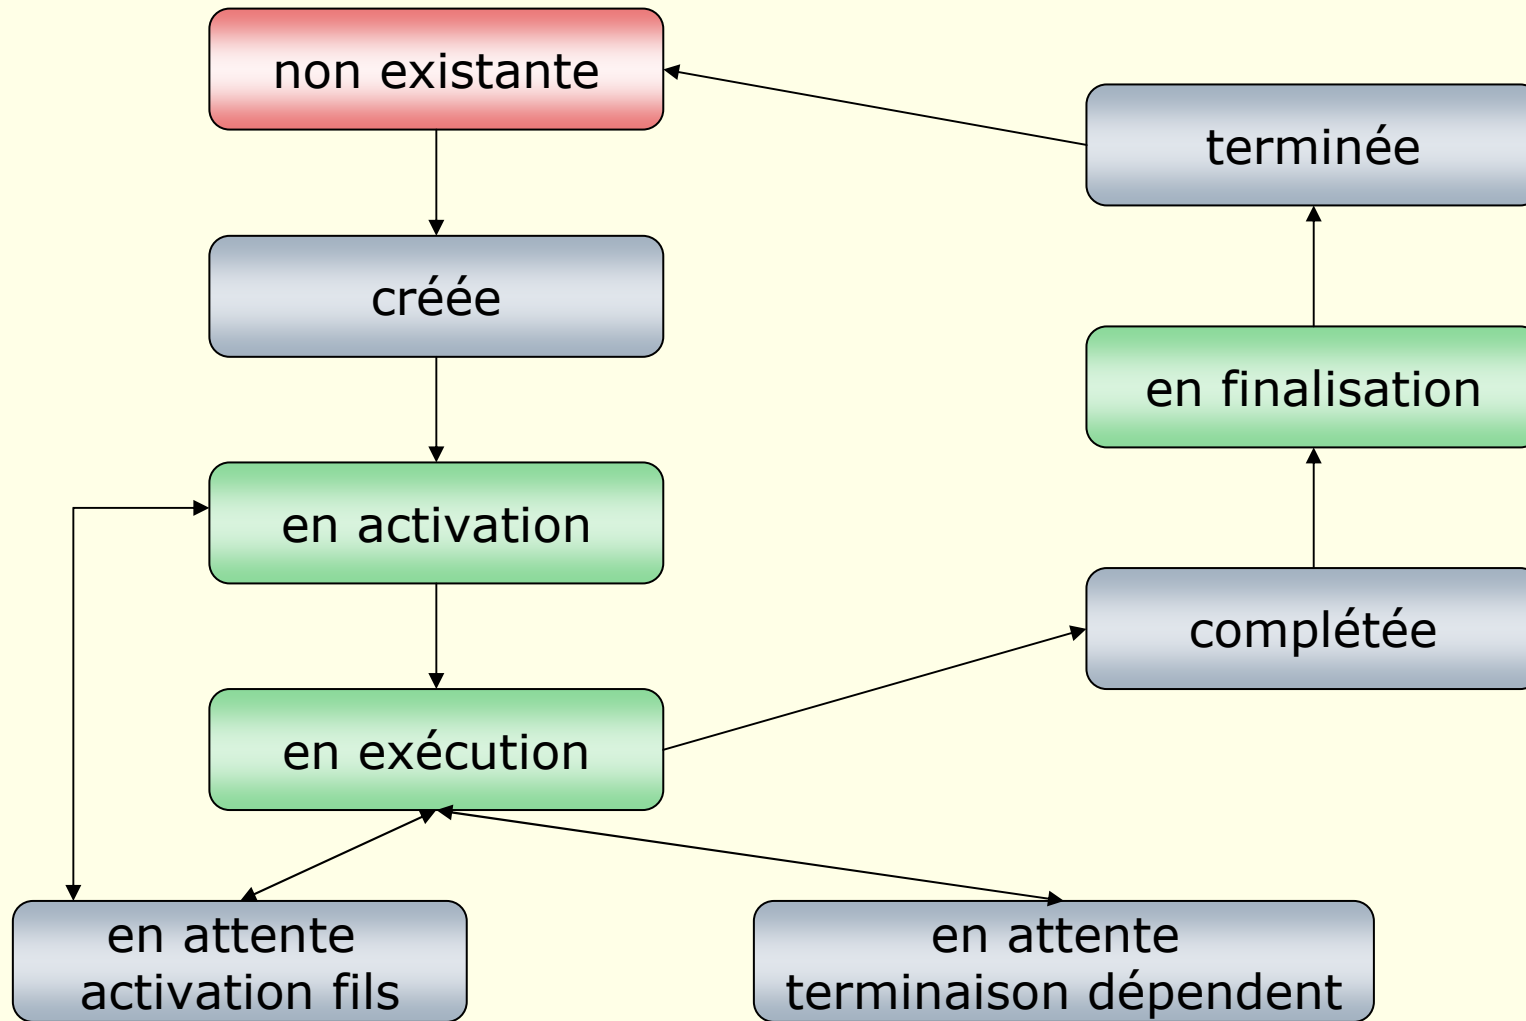 non existante
terminée
créée
en finalisation
en activation
complétée
en exécution
en attente
activation fils
en attente
terminaison dépendent